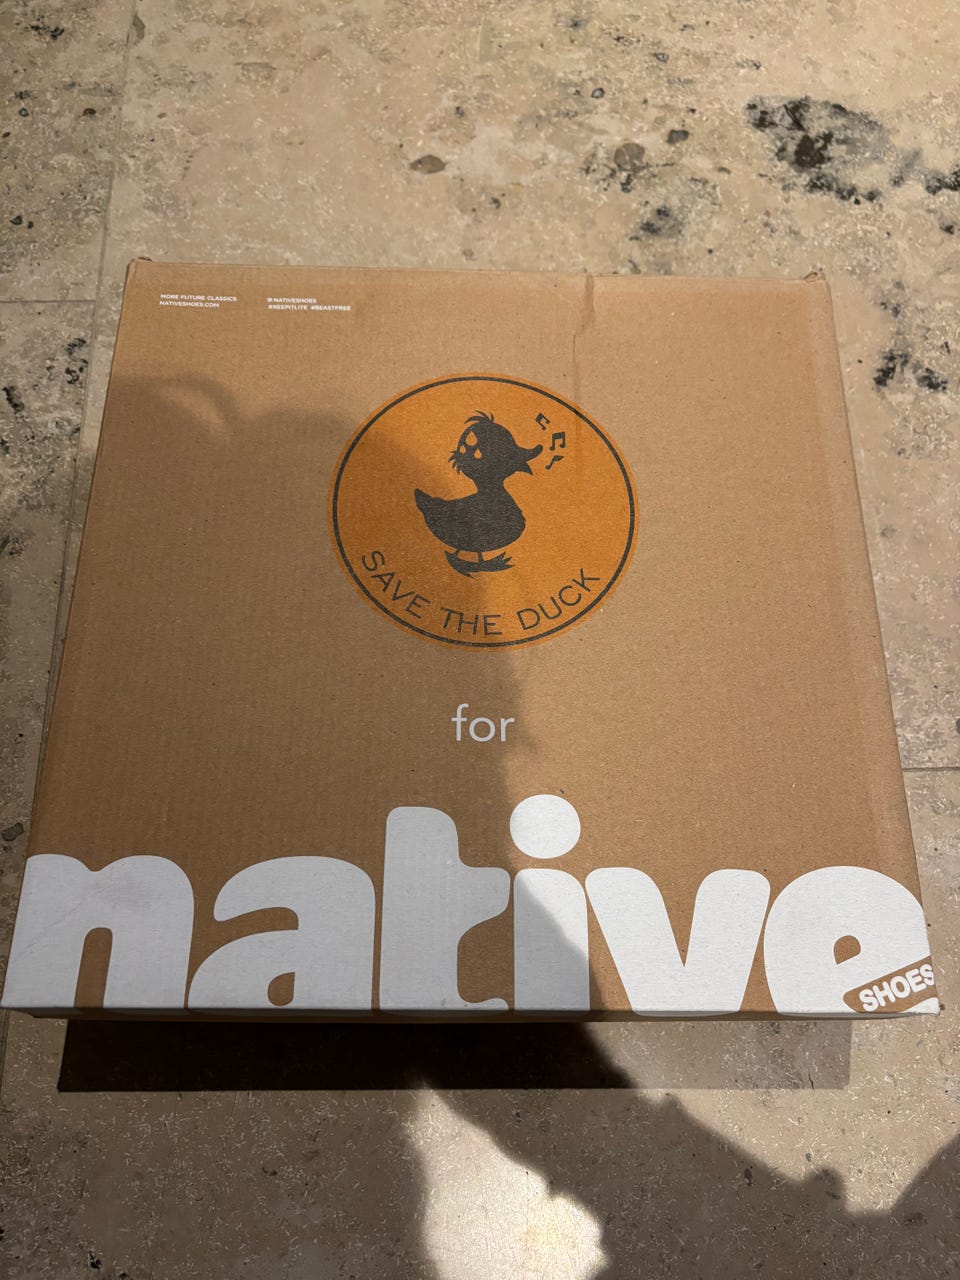 MORE FUTURE CLASSICS
NATIVESHOES.COM
@NATIVESHOES
#KEEPITLITE #BEASTFREE
SAVE THE DUCK
for
native
SHOES